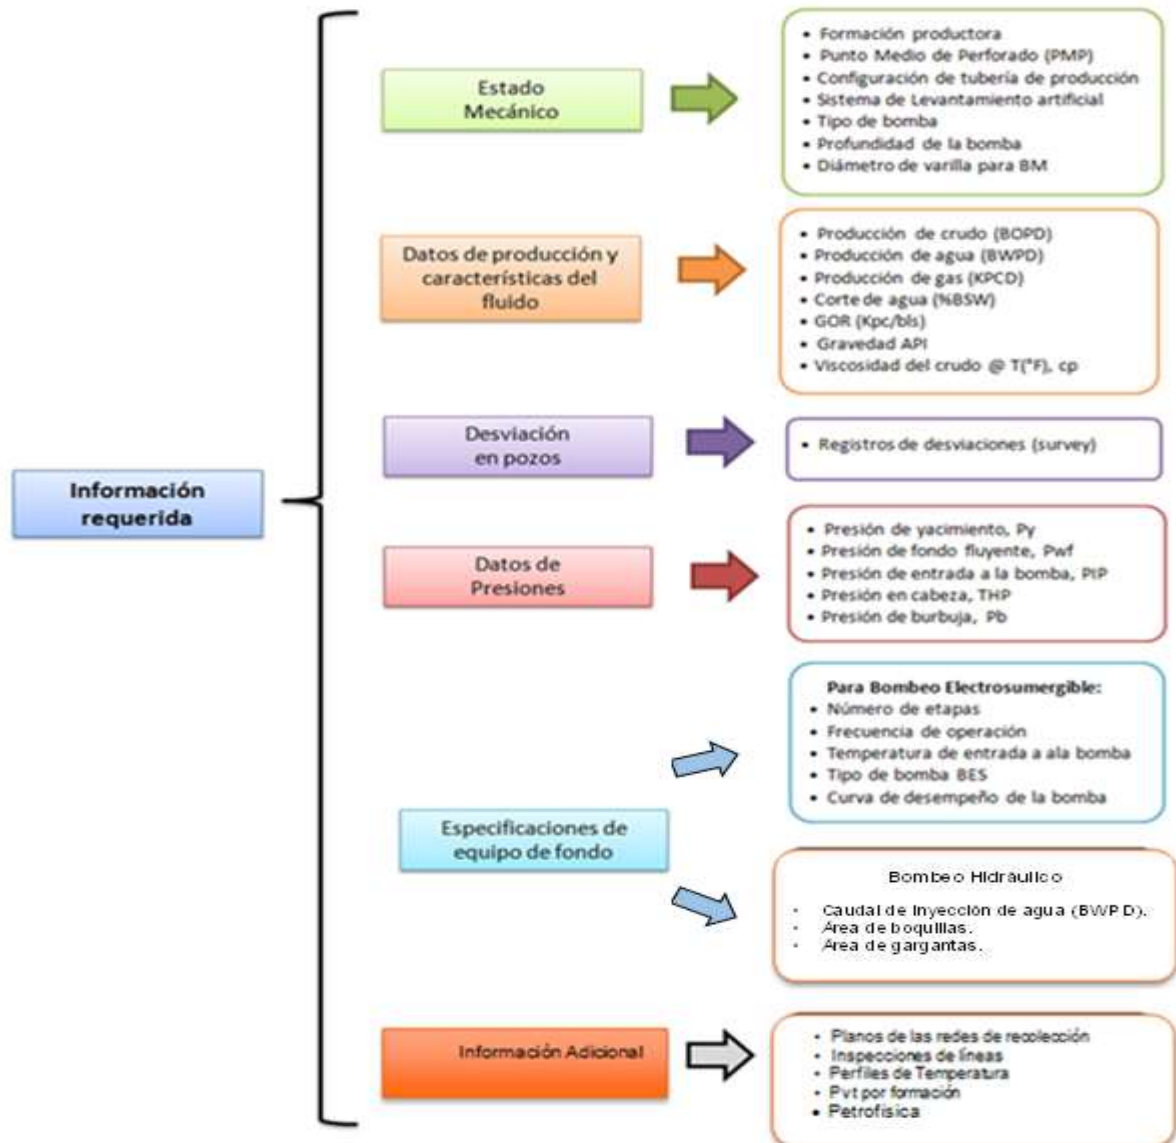 Información
requerida
Estado
Mecánico
• Formación productora
• Punto Medio de Perforado (PMP)
• Configuración de tubería de producción
• Sistema de Levantamiento artificial
• Tipo de bomba
• Profundidad de la bomba
• Diámetro de varilla para BM
Datos de producción y
características del
fluido
• Producción de crudo (BOPD)
• Producción de agua (BWPD)
• Producción de gas (KPCD)
• Corte de agua (%BSW)
• GOR (Kpc/bls)
• Gravedad API
• Viscosidad del crudo @ T(°F), cp
Desviación
en pozos
• Registros de desviaciones (survey)
Datos de
Presiones
• Presión de yacimiento, Py
• Presión de fondo fluyente, Pwf
• Presión de entrada a la bomba, PIP
• Presión en cabeza, THP
• Presión de burbuja, Pb
Especificaciones de
equipo de fondo
Para Bombeo Electrosumergible:
• Número de etapas
• Frecuencia de operación
• Temperatura de entrada a ala bomba
• Tipo de bomba BES
• Curva de desempeño de la bomba
Bombeo Hidráulico
· Caudal de Inyección de agua (BWPD).
· Area de boquillas.
· Area de gargantas.
Información Adicional
• Planos de las redes de recolección
• Inspecciones de líneas
• Perfiles de Temperatura
• Pvt por formación
• Petrofísica